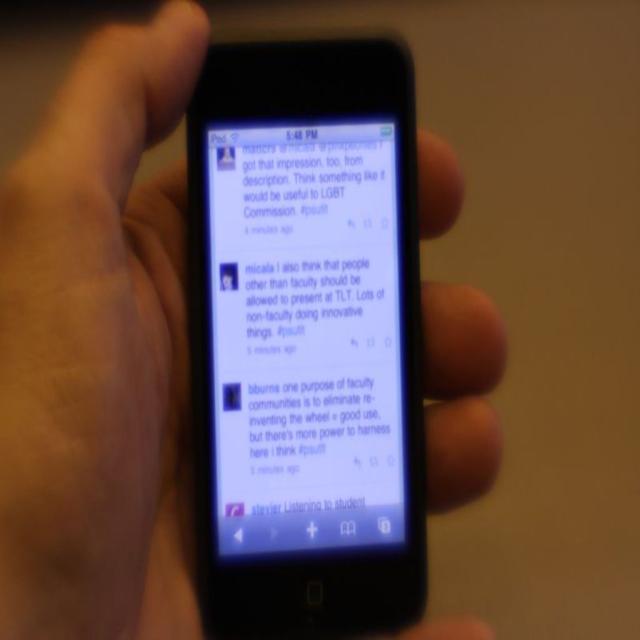 iPod 5:48 PM
got that impression, too, from
description. Think something like it
would be useful to LGBT
Commission. #psutlt
4 minutes ago
micala I also think that people
other than faculty should be
allowed to present at TLT. Lots of
non-faculty doing innovative
things. #psutlt
5 minutes ago
bburns one purpose of faculty
communities is to eliminate re-
inventing the wheel = good use,
but there's more power to harness
here I think #psutlt
5 minutes ago
stevier Listening to student